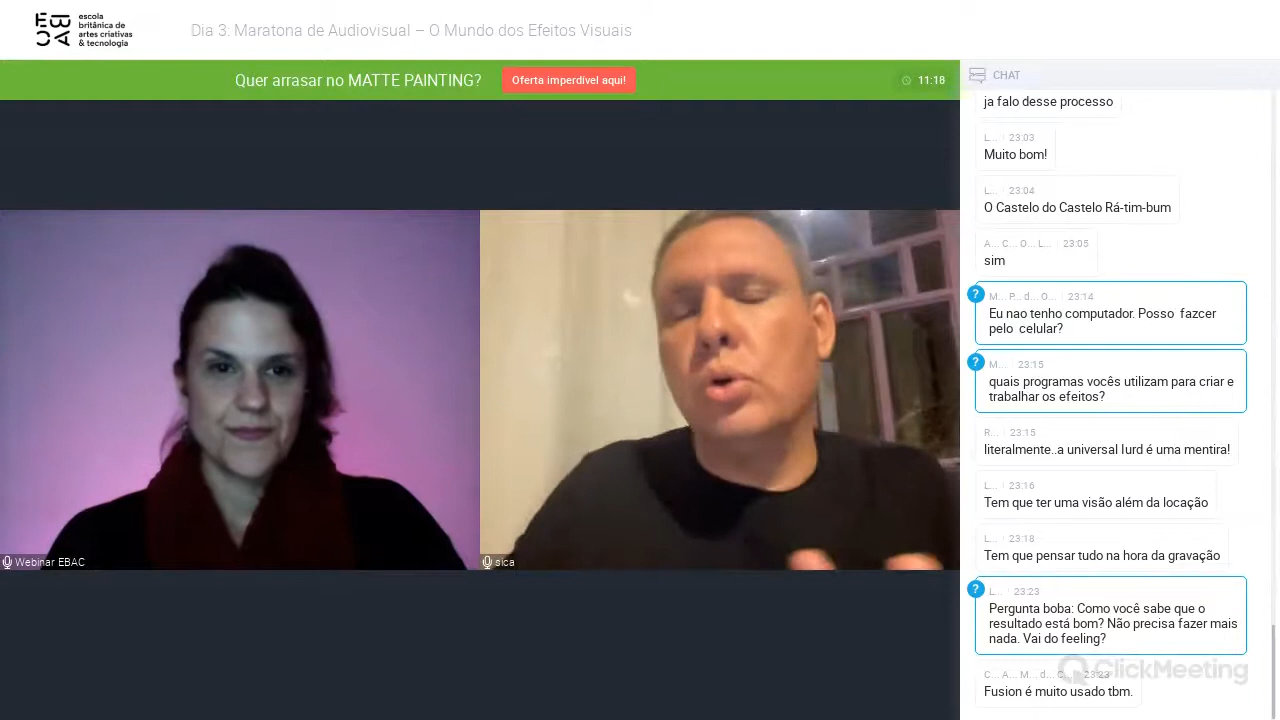 escola
britânica de
artes criativas
& tecnologia
Dia 3: Maratona de Audiovisual – O Mundo dos Efeitos Visuais
Quer arrasar no MATTE PAINTING?
Oferta imperdível aqui!
11:18
CHAT
ja falo desse processo
L... 23:03
Muito bom!
L... 23:04
O Castelo do Castelo Rá-tim-bum
A... C... O... L... 23:05
sim
? M... P... d... O... 23:14
Eu nao tenho computador. Posso fazcer
pelo celular?
? M... 23:15
quais programas vocês utilizam para criar e
trabalhar os efeitos?
R... 23:15
literalmente..a universal Iurd é uma mentira!
L... 23:16
Tem que ter uma visão além da locação
L... 23:18
Tem que pensar tudo na hora da gravação
? L... 23:23
Pergunta boba: Como você sabe que o
resultado está bom? Não precisa fazer mais
nada. Vai do feeling?
C... A... M... d... C... 23:23
Fusion é muito usado tbm.
ClickMeeting
Webinar EBAC
sica